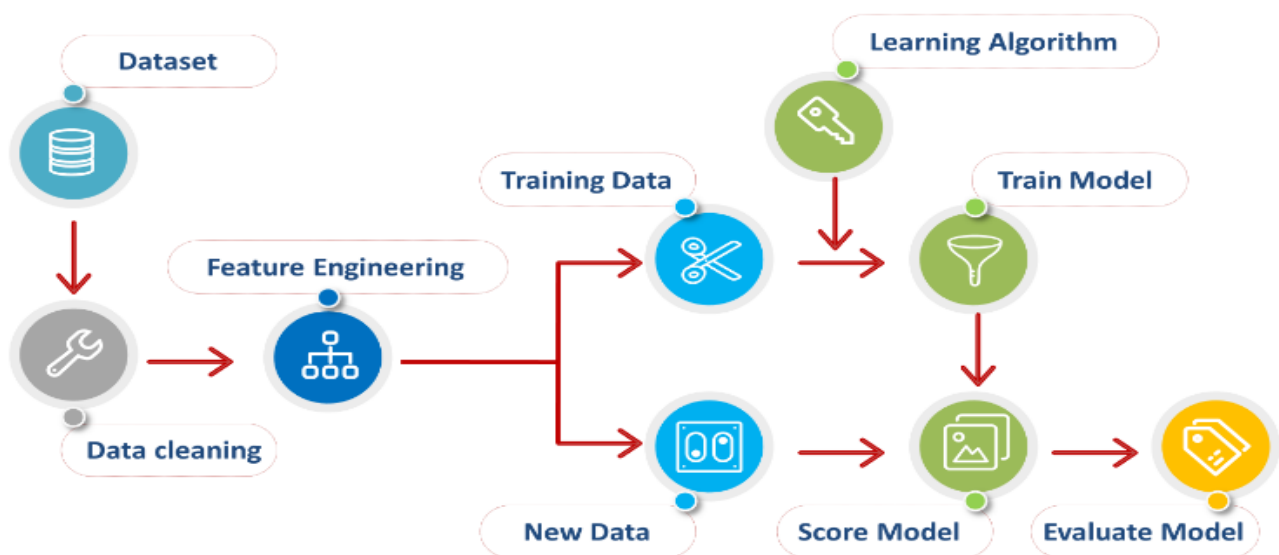 Dataset
Learning Algorithm
Training Data
Train Model
Feature Engineering
Data cleaning
New Data
Score Model
Evaluate Model